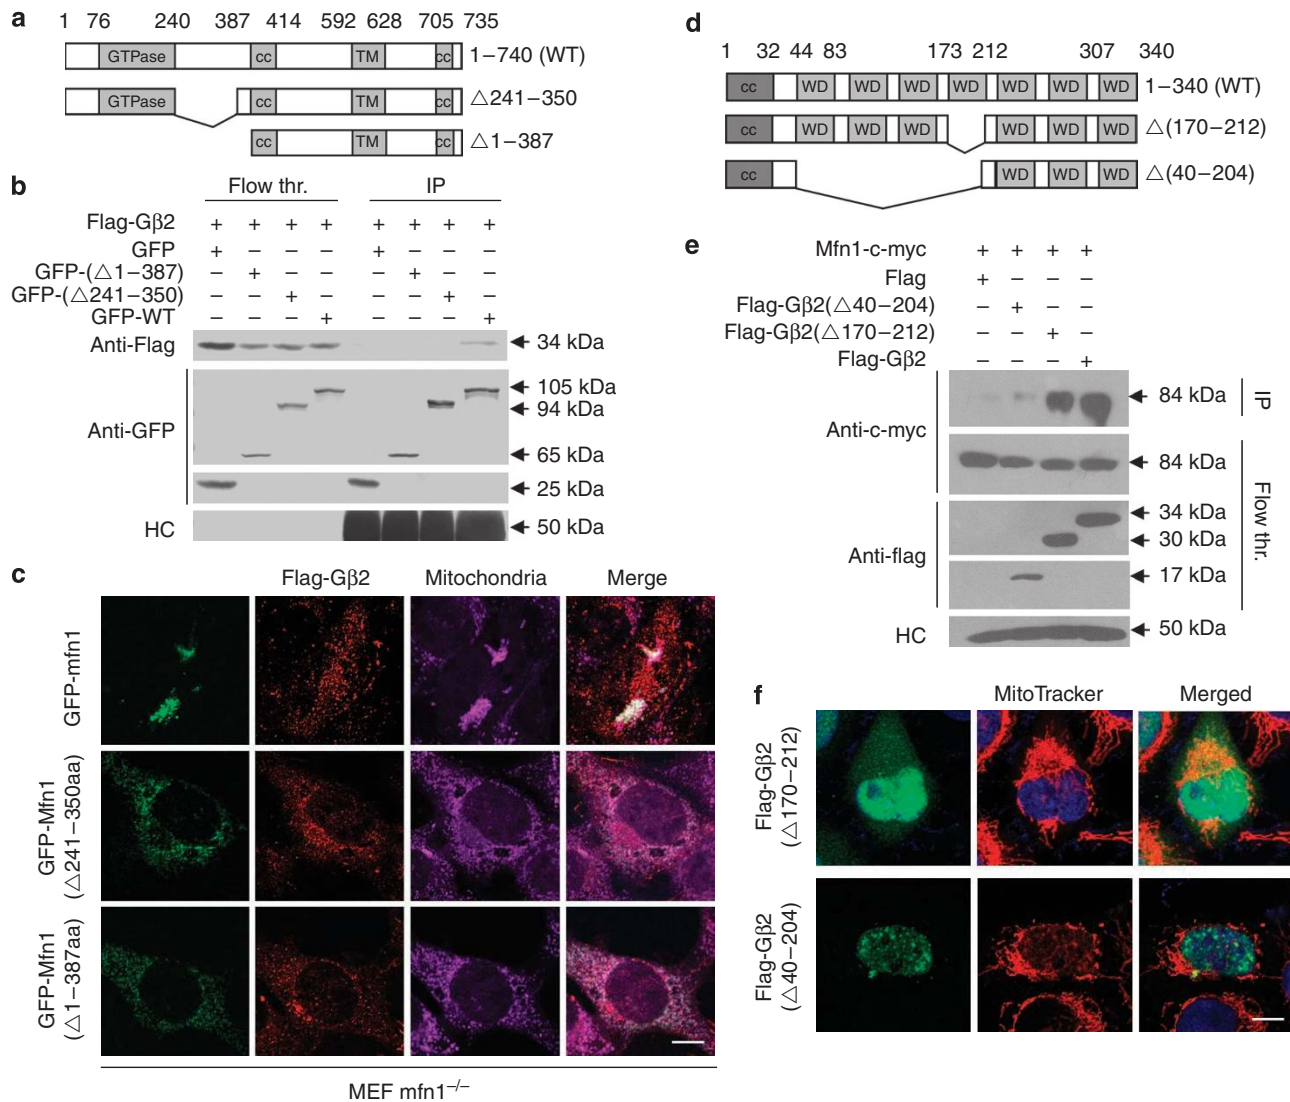 a
1 76 240 387 414 592 628 705 735
GTPase cc TM cc 1–740 (WT)
GTPase cc TM cc △241–350
cc TM cc △1–387
b
Flow thr. IP
Flag-Gβ2 + + + + + + + +
GFP + – – – + – – –
GFP-(△1–387) – + – – – + – –
GFP-(△241–350) – – + – – – + –
GFP-WT – – – + – – – +
Anti-Flag 34 kDa
Anti-GFP
105 kDa
94 kDa
65 kDa
25 kDa
HC 50 kDa
c
Flag-Gβ2 Mitochondria Merge
GFP-mfn1
GFP-Mfn1
(△241–350aa)
GFP-Mfn1
(△1–387aa)
MEF mfn1–/–
d
1 32 44 83 173 212 307 340
cc WD WD WD WD WD WD WD 1–340 (WT)
cc WD WD WD WD WD WD △(170–212)
cc WD WD WD △(40–204)
e
Mfn1-c-myc + + + +
Flag + – – –
Flag-Gβ2(△40–204) – + – –
Flag-Gβ2(△170–212) – – + –
Flag-Gβ2 – – – +
Anti-c-myc
84 kDa
IP
84 kDa
Flow thr.
Anti-flag
34 kDa
30 kDa
17 kDa
HC 50 kDa
f
MitoTracker Merged
Flag-Gβ2
(△170–212)
Flag-Gβ2
(△40–204)